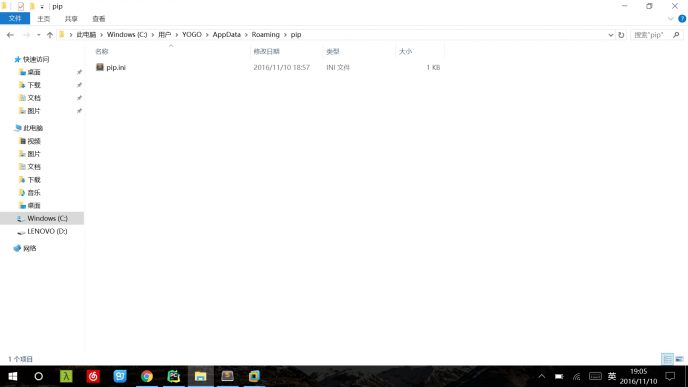 pip
文件 主页 共享 查看
此电脑 Windows (C:) 用户 YOGO AppData Roaming pip
搜索"pip"
名称 修改日期 类型 大小
pip.ini 2016/11/10 18:57 INI 文件 1 KB
快速访问
桌面
下载
文档
图片
此电脑
视频
图片
文档
下载
音乐
桌面
Windows (C:)
LENOVO (D:)
网络
1 个项目
英
19:05
2016/11/10